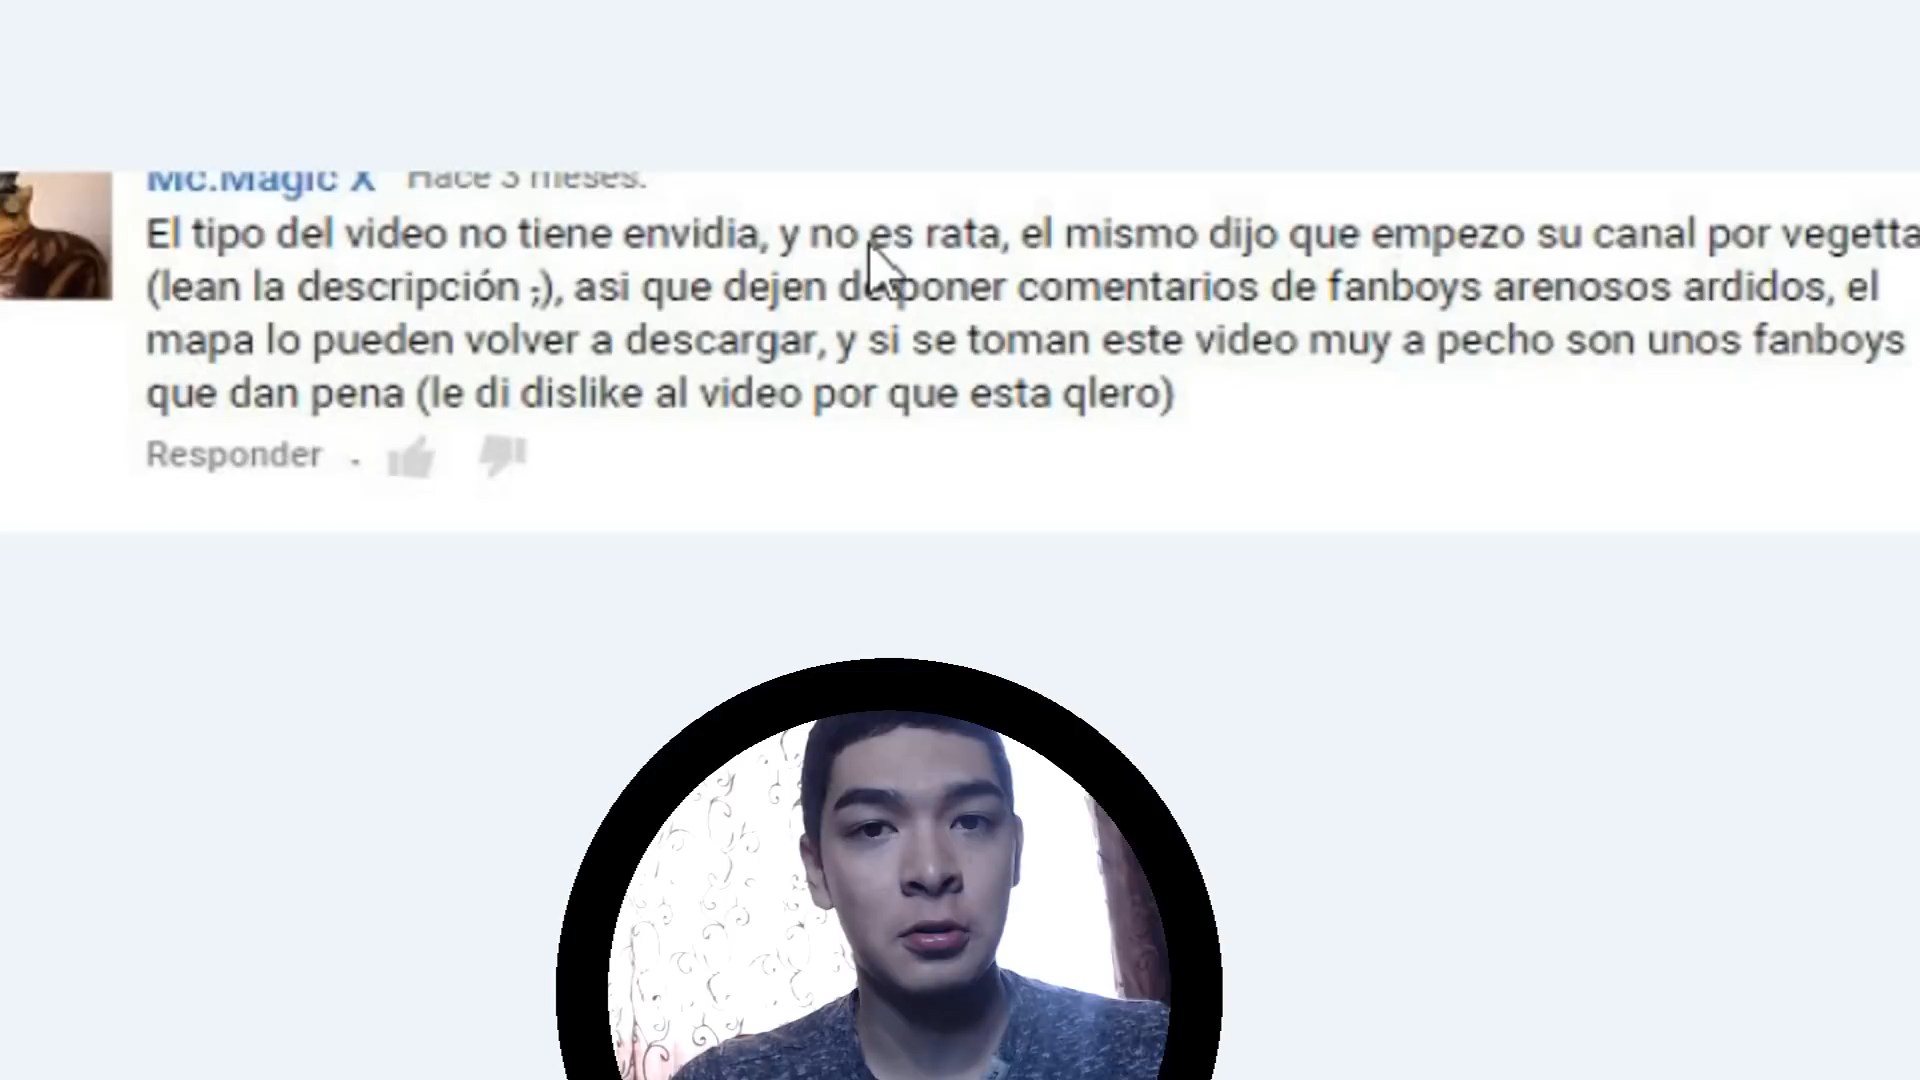 Mc.Magic X Hace 3 meses.
El tipo del video no tiene envidia, y no es rata, el mismo dijo que empezo su canal por vegetta
(lean la descripción ;), asi que dejen de poner comentarios de fanboys arenosos ardidos, el
mapa lo pueden volver a descargar, y si se toman este video muy a pecho son unos fanboys
que dan pena (le di dislike al video por que esta qlero)
Responder .